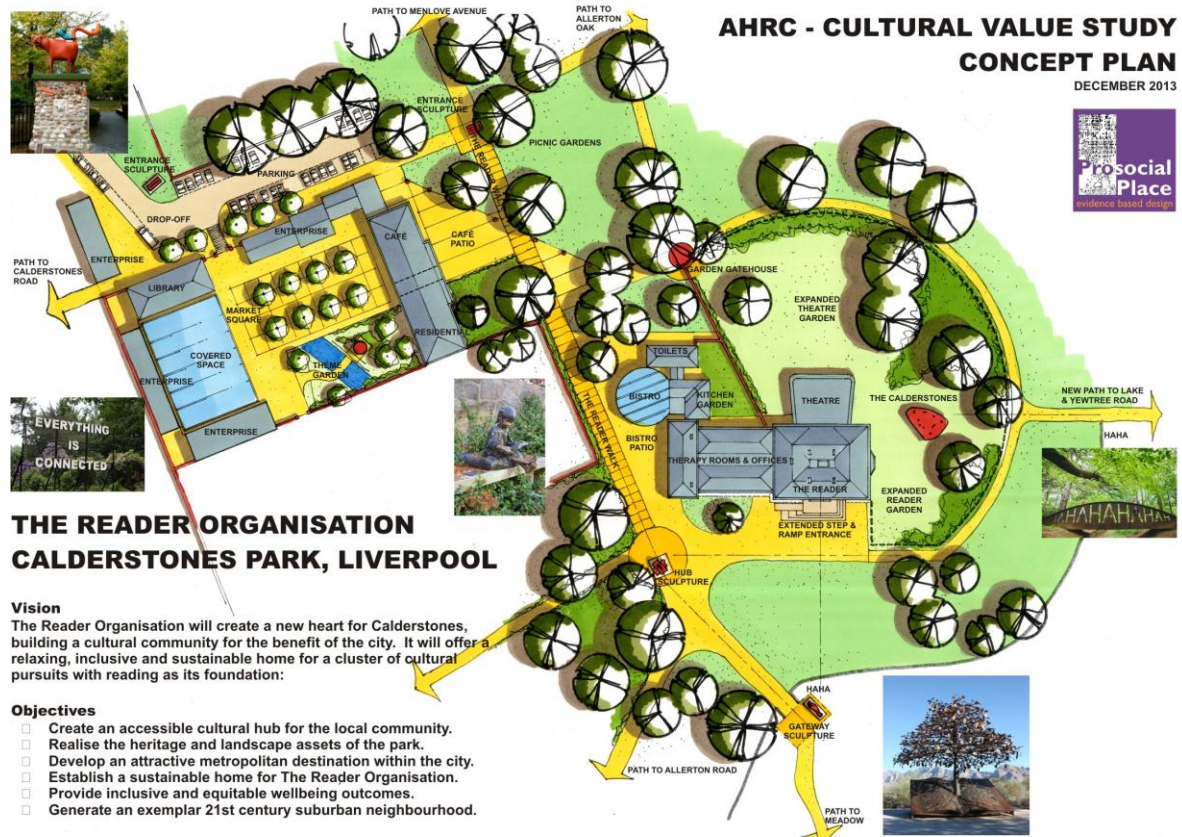 AHRC - CULTURAL VALUE STUDY
CONCEPT PLAN
DECEMBER 2013
Prosocial
Place
evidence based design
PATH TO MENLOVE AVENUE
PATH TO
ALLERTON
OAK
ENTRANCE
SCULPTURE
PICNIC GARDENS
ENTRANCE
SCULPTURE
PARKING
THE READER WALK
DROP-OFF
ENTERPRISE
CAFÉ
CAFÉ
PATIO
ENTERPRISE
PATH TO
CALDERSTONES
ROAD
LIBRARY
GARDEN GATEHOUSE
MARKET
SQUARE
EXPANDED
THEATRE
GARDEN
RESIDENTIAL
COVERED
SPACE
THEME
GARDEN
TOILETS
ENTERPRISE
BISTRO
KITCHEN
GARDEN
THEATRE
THE CALDERSTONES
NEW PATH TO LAKE
& YEWTREE ROAD
HAHA
THE READER WALK
ENTERPRISE
BISTRO
PATIO
THERAPY ROOMS & OFFICES
THE READER
EXPANDED
READER
GARDEN
EXTENDED STEP &
RAMP ENTRANCE
EVERYTHING
IS
CONNECTED
HAHAHAHAHA
HUB
SCULPTURE
THE READER ORGANISATION
CALDERSTONES PARK, LIVERPOOL
Vision
The Reader Organisation will create a new heart for Calderstones,
building a cultural community for the benefit of the city. It will offer a
relaxing, inclusive and sustainable home for a cluster of cultural
pursuits with reading as its foundation:
Objectives
Create an accessible cultural hub for the local community.
Realise the heritage and landscape assets of the park.
Develop an attractive metropolitan destination within the city.
Establish a sustainable home for The Reader Organisation.
Provide inclusive and equitable wellbeing outcomes.
Generate an exemplar 21st century suburban neighbourhood.
HAHA
GATEWAY
SCULPTURE
PATH TO ALLERTON ROAD
PATH TO
MEADOW